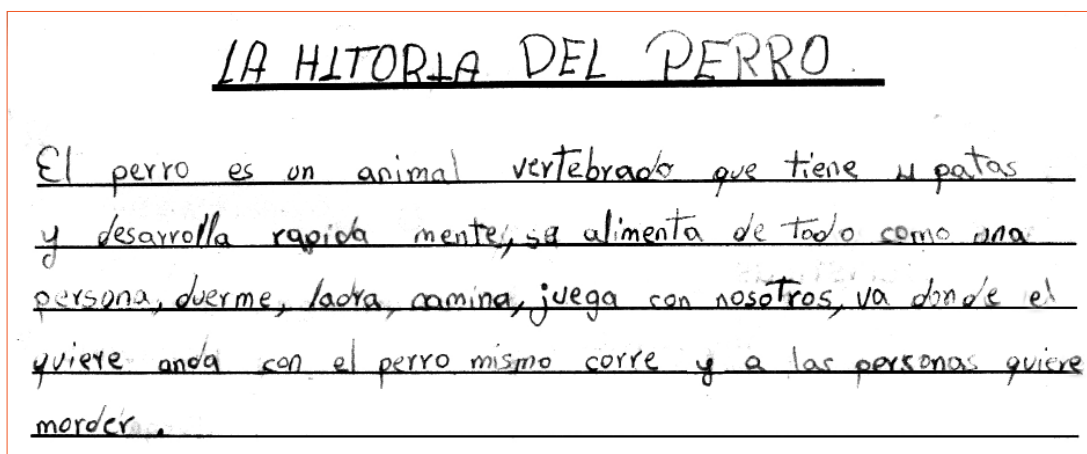 LA HITORIA DEL PERRO.
El perro es un animal vertebrado que tiene 4 patas
y desarrolla rapida mente, se alimenta de todo como una
persona, duerme, ladra, camina, juega con nosotros, va donde el
quiere anda con el perro mismo corre y a las personas quiere
morder.